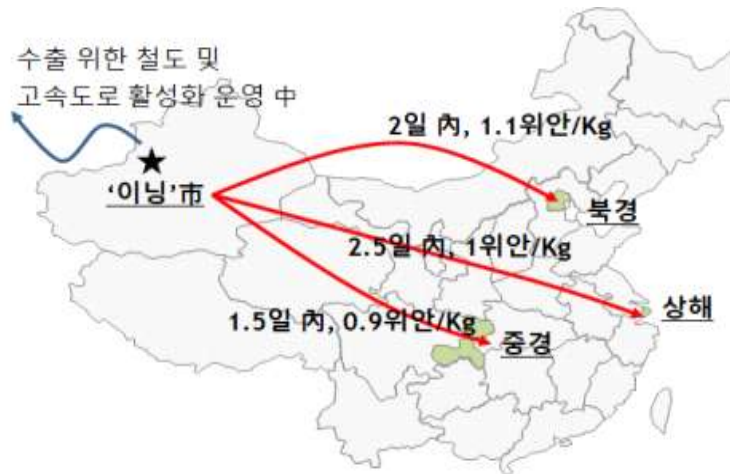 수출 위한 철도 및
고속도로 활성화 운영 中
2일 內, 1.1위안/Kg
‘이닝’市
북경
2.5일 內, 1위안/Kg
상해
1.5일 內, 0.9위안/Kg
중경